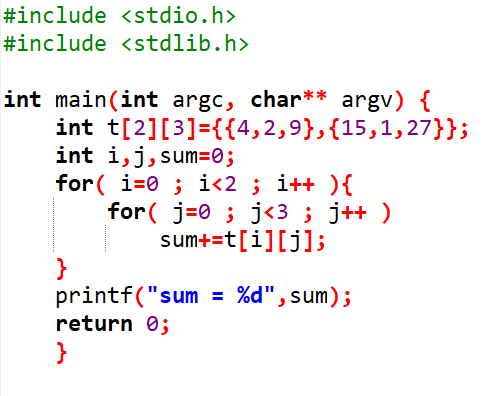 #include <stdio.h>
#include <stdlib.h>

int main(int argc, char** argv) {
    int t[2][3]={{4,2,9},{15,1,27}};
    int i,j,sum=0;
    for( i=0 ; i<2 ; i++ ){
        for( j=0 ; j<3 ; j++ )
            sum+=t[i][j];
    }
    printf("sum = %d",sum);
    return 0;
    }